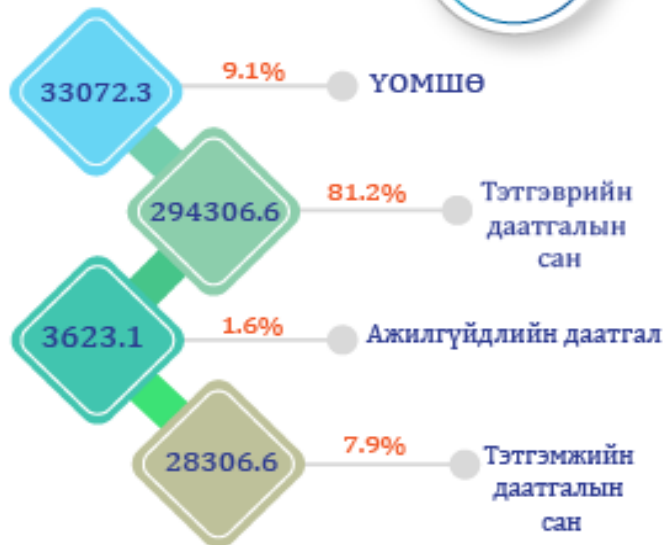 9.1%
33072.3
ҮОМШӨ
81.2%
Тэтгэврийн
294306.6
даатгалын
сан
1.6%
3623.1
Ажилгүйдлийн даатгал
7.9%
Тэтгэмжийн
28306.6
даатгалын
сан